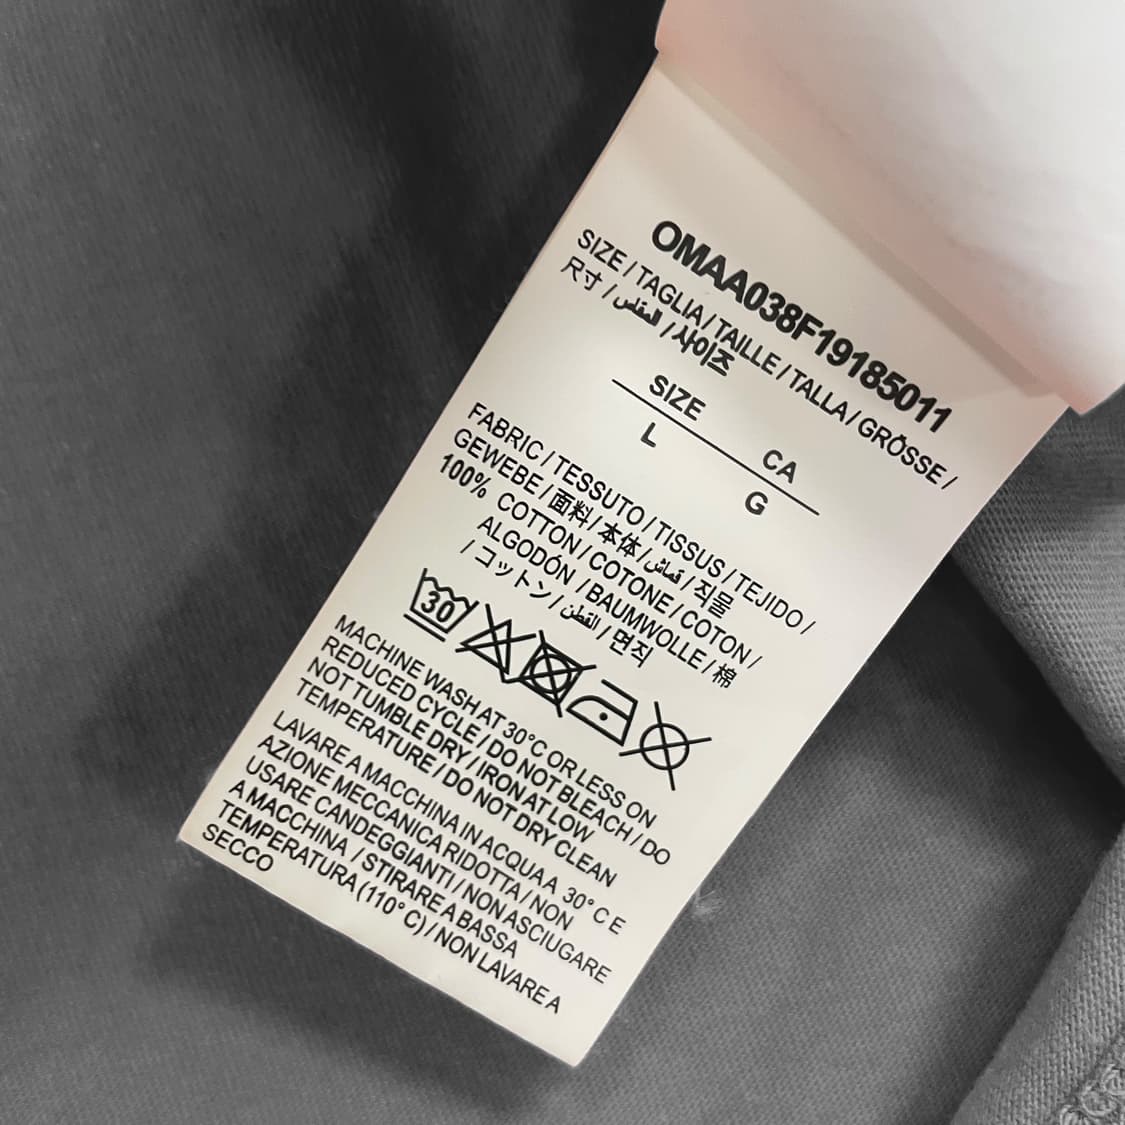 OMAA038F19185011
SIZE / TAGLIA / TAILLE / TALLA / GRÖSSE /
尺寸 / المقاس / 사이즈
SIZE CA
L G
FABRIC / TESSUTO / TISSUS / TEJIDO /
GEWEBE / 面料 / 本体 / قماش / 직물
100% COTTON / COTONE / COTON /
ALGODÓN / BAUMWOLLE / 棉
/ コットン / القطن / 면직
30
MACHINE WASH AT 30°C OR LESS ON
REDUCED CYCLE / DO NOT BLEACH / DO
NOT TUMBLE DRY / IRON AT LOW
TEMPERATURE / DO NOT DRY CLEAN
LAVARE A MACCHINA IN ACQUA A 30°C E
AZIONE MECCANICA RIDOTTA / NON
USARE CANDEGGIANTI / NON ASCIUGARE
A MACCHINA / STIRARE A BASSA
TEMPERATURA (110°C) / NON LAVARE A
SECCO